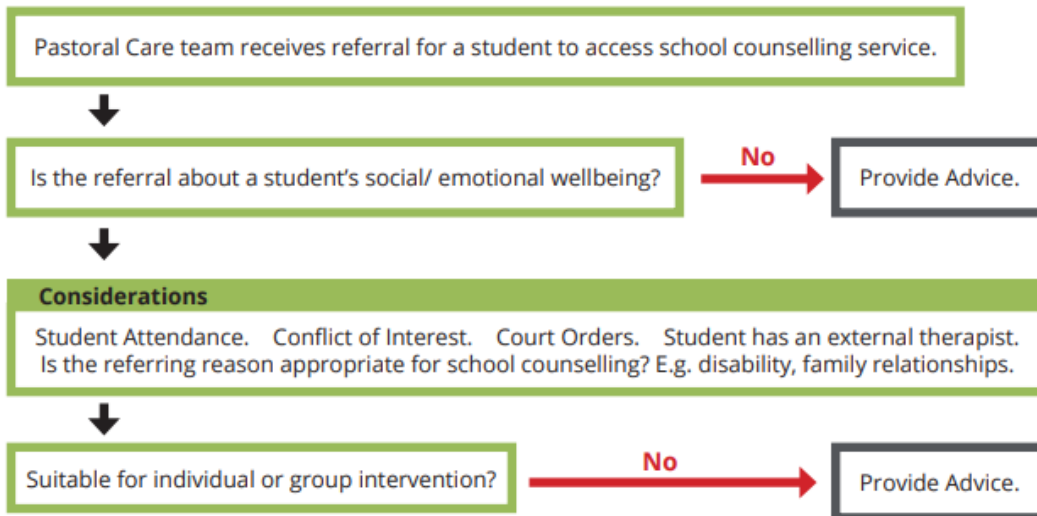 Pastoral Care team receives referral for a student to access school counselling service.
Is the referral about a student's social/ emotional wellbeing?
No
Provide Advice.
Considerations
Student Attendance. Conflict of Interest. Court Orders. Student has an external therapist.
Is the referring reason appropriate for school counselling? E.g. disability, family relationships.
Suitable for individual or group intervention?
No
Provide Advice.